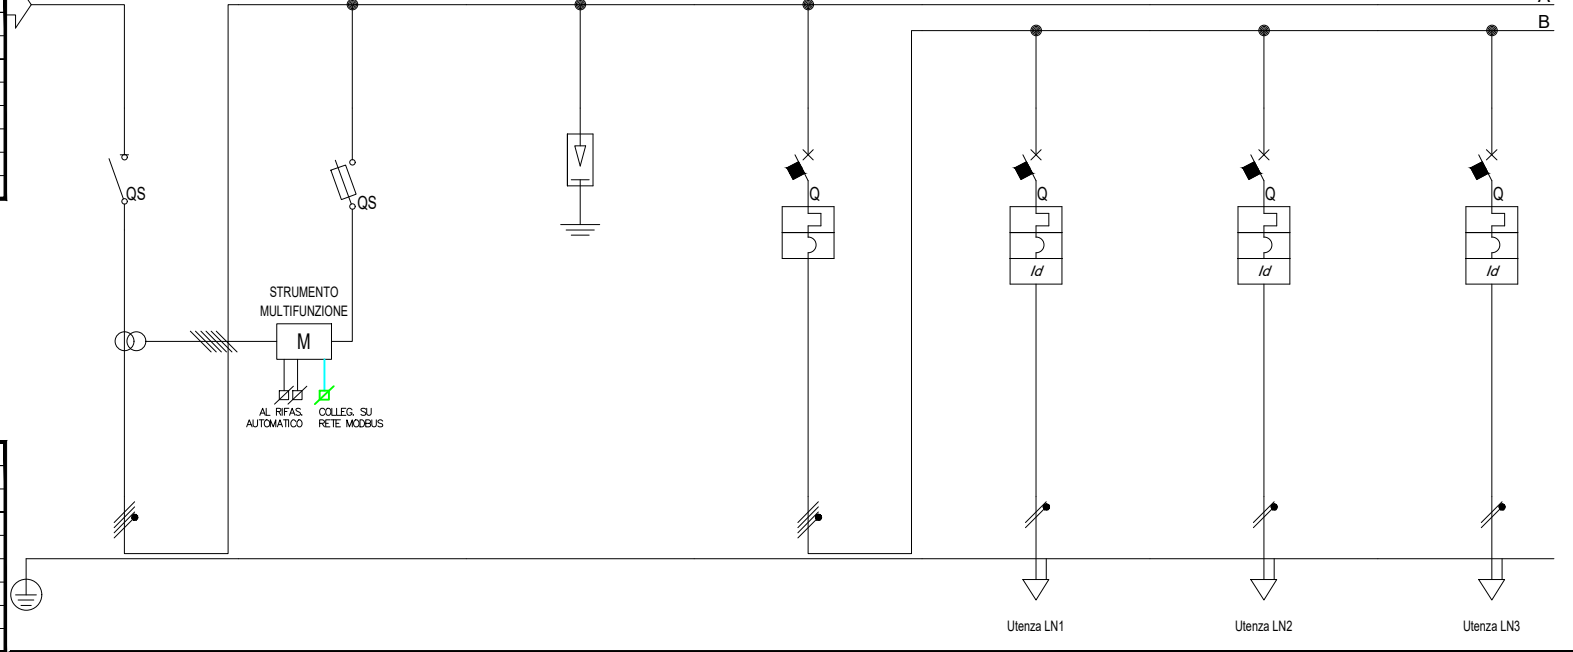 A
B
QS
QS
Q
Q
Q
Q
Id
Id
Id
STRUMENTO
MULTIFUNZIONE
M
AL RIFAS.
AUTOMATICO
COLLEG. SU
RETE MODBUS
Utenza LN1
Utenza LN2
Utenza LN3